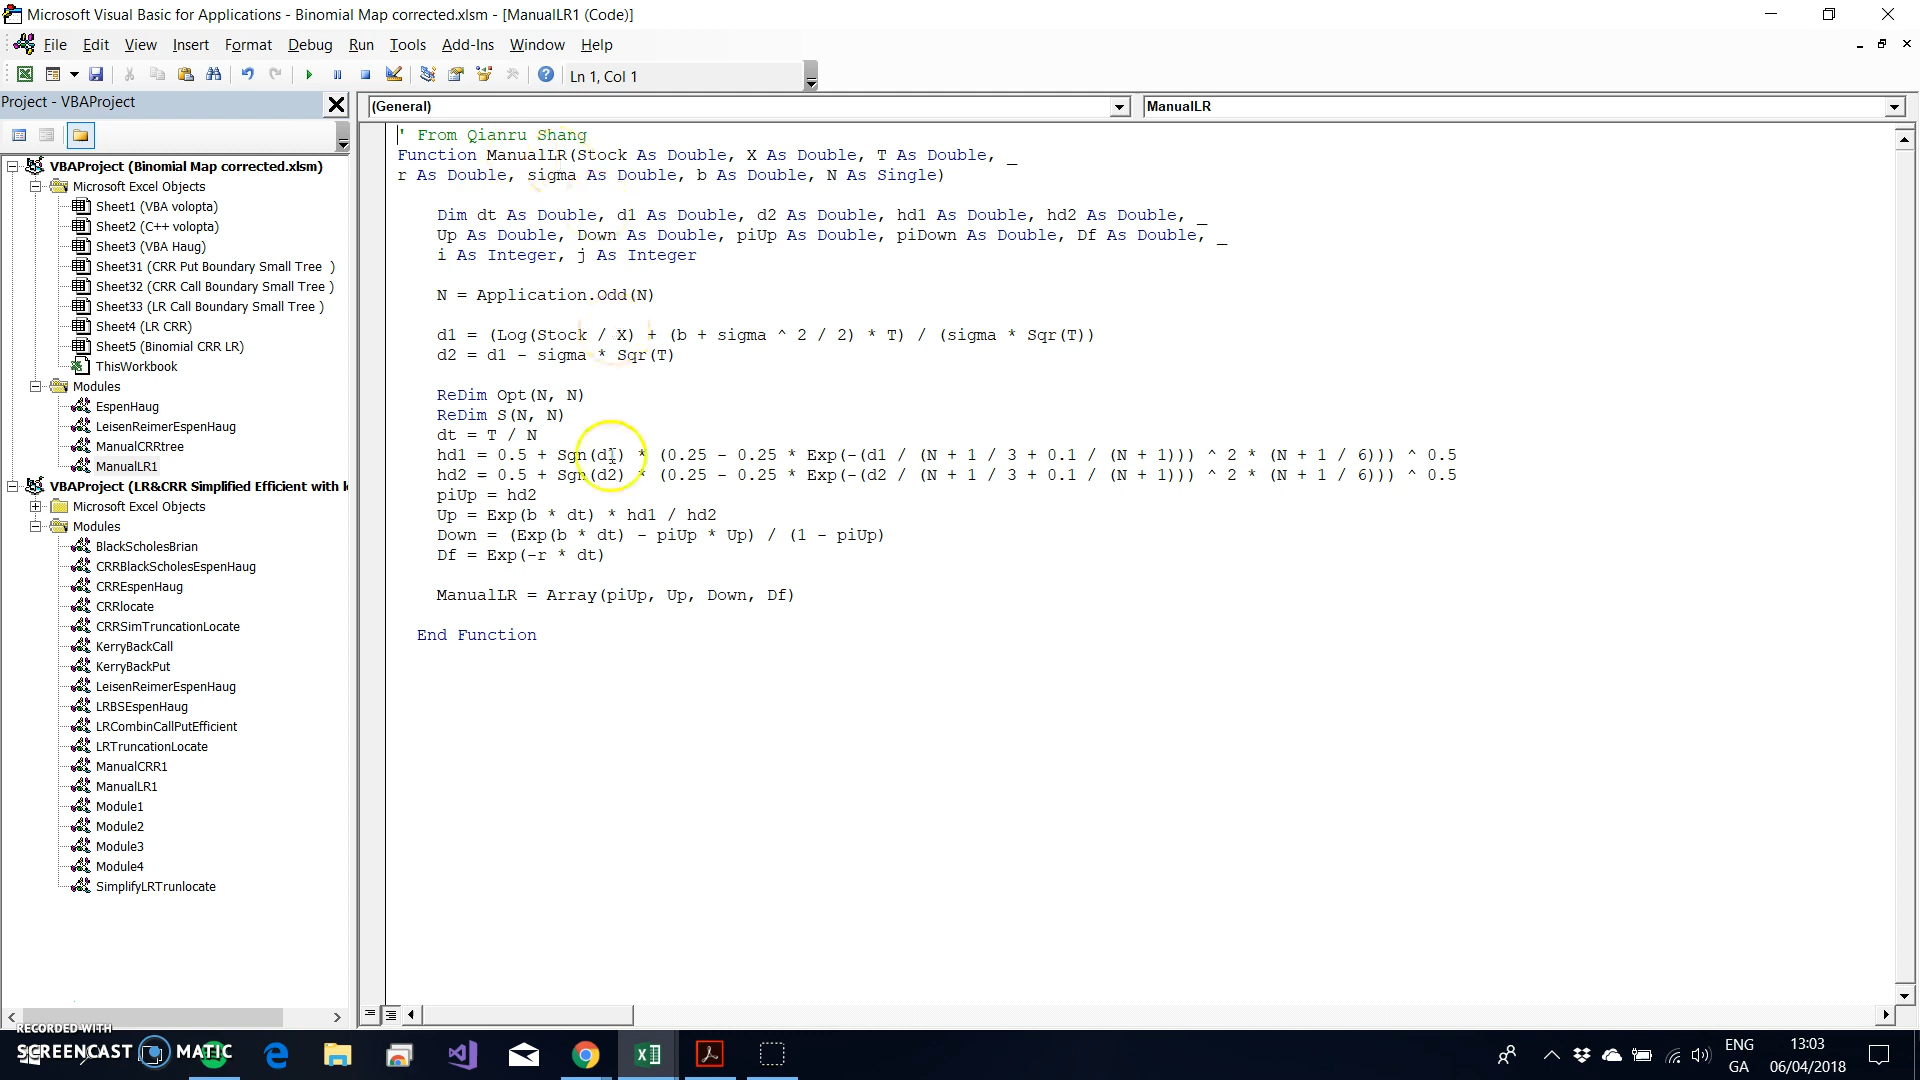 Microsoft Visual Basic for Applications - Binomial Map corrected.xlsm - [ManualLR1 (Code)]
File Edit View Insert Format Debug Run Tools Add-Ins Window Help
Ln 1, Col 1
Project - VBAProject
(General)
ManualLR
VBAProject (Binomial Map corrected.xlsm)
Microsoft Excel Objects
Sheet1 (VBA volopta)
Sheet2 (C++ volopta)
Sheet3 (VBA Haug)
Sheet31 (CRR Put Boundary Small Tree )
Sheet32 (CRR Call Boundary Small Tree )
Sheet33 (LR Call Boundary Small Tree )
Sheet4 (LR CRR)
Sheet5 (Binomial CRR LR)
ThisWorkbook
Modules
EspenHaug
LeisenReimerEspenHaug
ManualCRRtree
ManualLR1
VBAProject (LR&CRR Simplified Efficient with
Microsoft Excel Objects
Modules
BlackScholesBrian
CRRBlackScholesEspenHaug
CRREspenHaug
CRRlocate
CRRSimTruncationLocate
KerryBackCall
KerryBackPut
LeisenReimerEspenHaug
LRBSEspenHaug
LRCombinCallPutEfficient
LRTruncationLocate
ManualCRR1
ManualLR1
Module1
Module2
Module3
Module4
SimplifyLRTrunlocate
' From Qianru Shang
Function ManualLR(Stock As Double, X As Double, T As Double, _
r As Double, sigma As Double, b As Double, N As Single)
Dim dt As Double, d1 As Double, d2 As Double, hd1 As Double, hd2 As Double, _
Up As Double, Down As Double, piUp As Double, piDown As Double, Df As Double, _
i As Integer, j As Integer
N = Application.Odd(N)
d1 = (Log(Stock / X) + (b + sigma ^ 2 / 2) * T) / (sigma * Sqr(T))
d2 = d1 - sigma * Sqr(T)
ReDim Opt(N, N)
ReDim S(N, N)
dt = T / N
hd1 = 0.5 + Sgn(d1) * (0.25 - 0.25 * Exp(-(d1 / (N + 1 / 3 + 0.1 / (N + 1))) ^ 2 * (N + 1 / 6))) ^ 0.5
hd2 = 0.5 + Sgn(d2) * (0.25 - 0.25 * Exp(-(d2 / (N + 1 / 3 + 0.1 / (N + 1))) ^ 2 * (N + 1 / 6))) ^ 0.5
piUp = hd2
Up = Exp(b * dt) * hd1 / hd2
Down = (Exp(b * dt) - piUp * Up) / (1 - piUp)
Df = Exp(-r * dt)
ManualLR = Array(piUp, Up, Down, Df)
End Function
RECORDED WITH
SCREENCAST MATIC
ENG
GA
13:03
06/04/2018